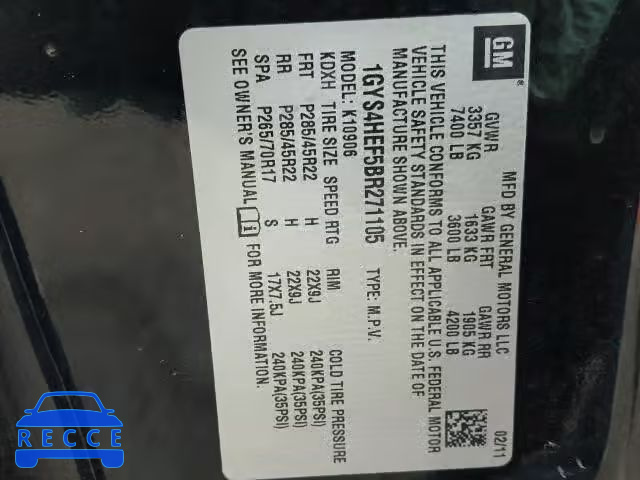 GM
MFD BY GENERAL MOTORS LLC 02/11
GVWR GAWR FRT GAWR RR
3357 KG 1633 KG 1905 KG
7400 LB 3600 LB 4200 LB
THIS VEHICLE CONFORMS TO ALL APPLICABLE U.S. FEDERAL MOTOR
VEHICLE SAFETY STANDARDS IN EFFECT ON THE DATE OF
MANUFACTURE SHOWN ABOVE.
1GYS4HEF5BR271105 TYPE: M.P.V.
MODEL: K10906
KDXH TIRE SIZE SPEED RTG RIM COLD TIRE PRESSURE
FRT P285/45R22 H 22X9J 240KPA(35PSI)
RR P285/45R22 H 22X9J 240KPA(35PSI)
SPA P265/70R17 S 17X7.5J 240KPA(35PSI)
SEE OWNER'S MANUAL i FOR MORE INFORMATION.
RECCE